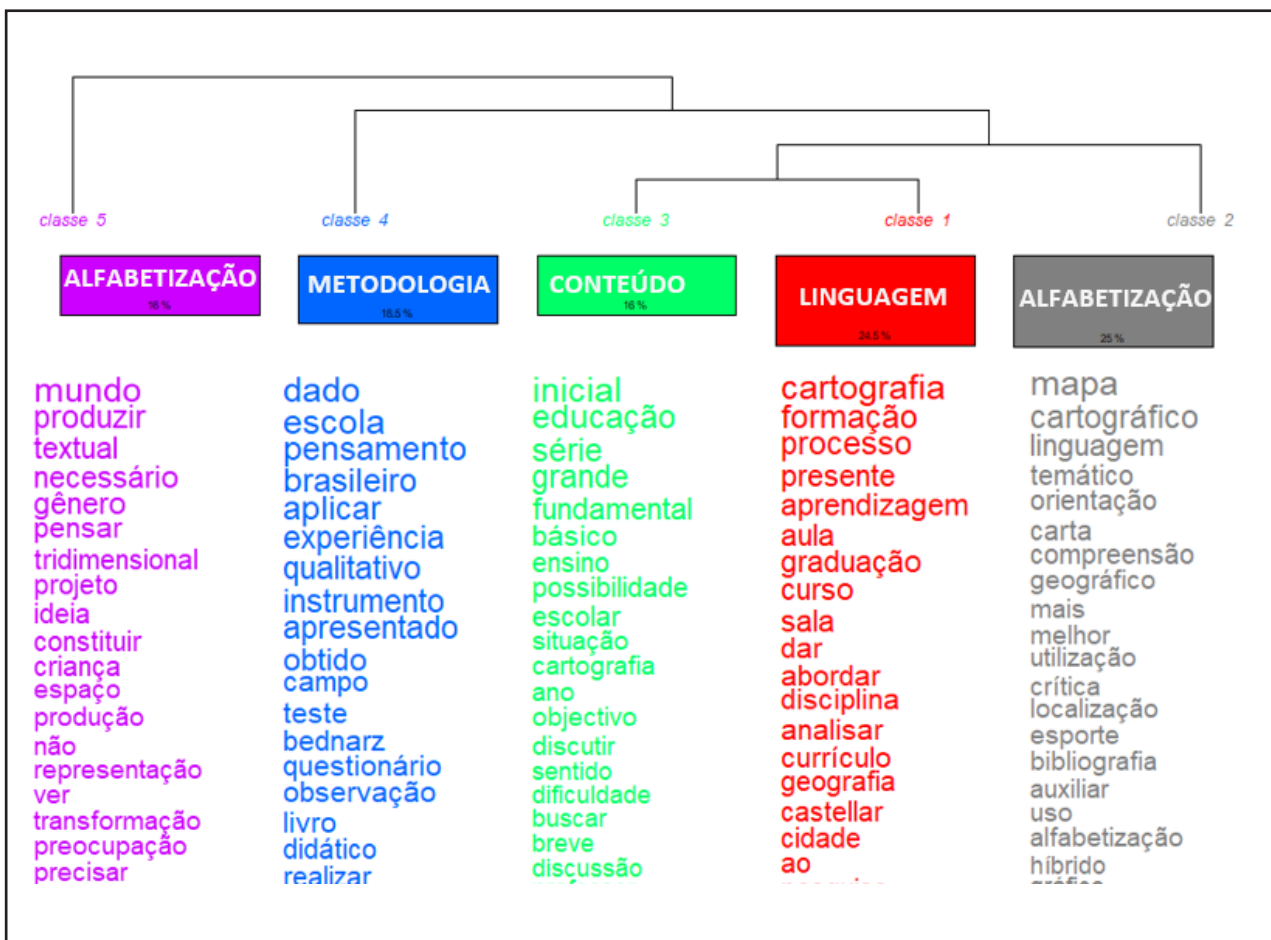 classe 5
classe 4
classe 3
classe 1
classe 2
ALFABETIZAÇÃO
16 %
METODOLOGIA
18.5 %
CONTEÚDO
16 %
LINGUAGEM
24.5 %
ALFABETIZAÇÃO
25 %
mundo
produzir
textual
necessário
gênero
pensar
tridimensional
projeto
ideia
constituir
criança
espaço
produção
não
representação
ver
transformação
preocupação
precisar
dado
escola
pensamento
brasileiro
aplicar
experiência
qualitativo
instrumento
apresentado
obtido
campo
teste
bednarz
questionário
observação
livro
didático
realizar
inicial
educação
série
grande
fundamental
básico
ensino
possibilidade
escolar
situação
cartografia
ano
objectivo
discutir
sentido
dificuldade
buscar
breve
discussão
cartografia
formação
processo
presente
aprendizagem
aula
graduação
curso
sala
dar
abordar
disciplina
analisar
currículo
geografia
castellar
cidade
ao
mapa
cartográfico
linguagem
temático
orientação
carta
compreensão
geográfico
mais
melhor
utilização
crítica
localização
esporte
bibliografia
auxiliar
uso
alfabetização
híbrido